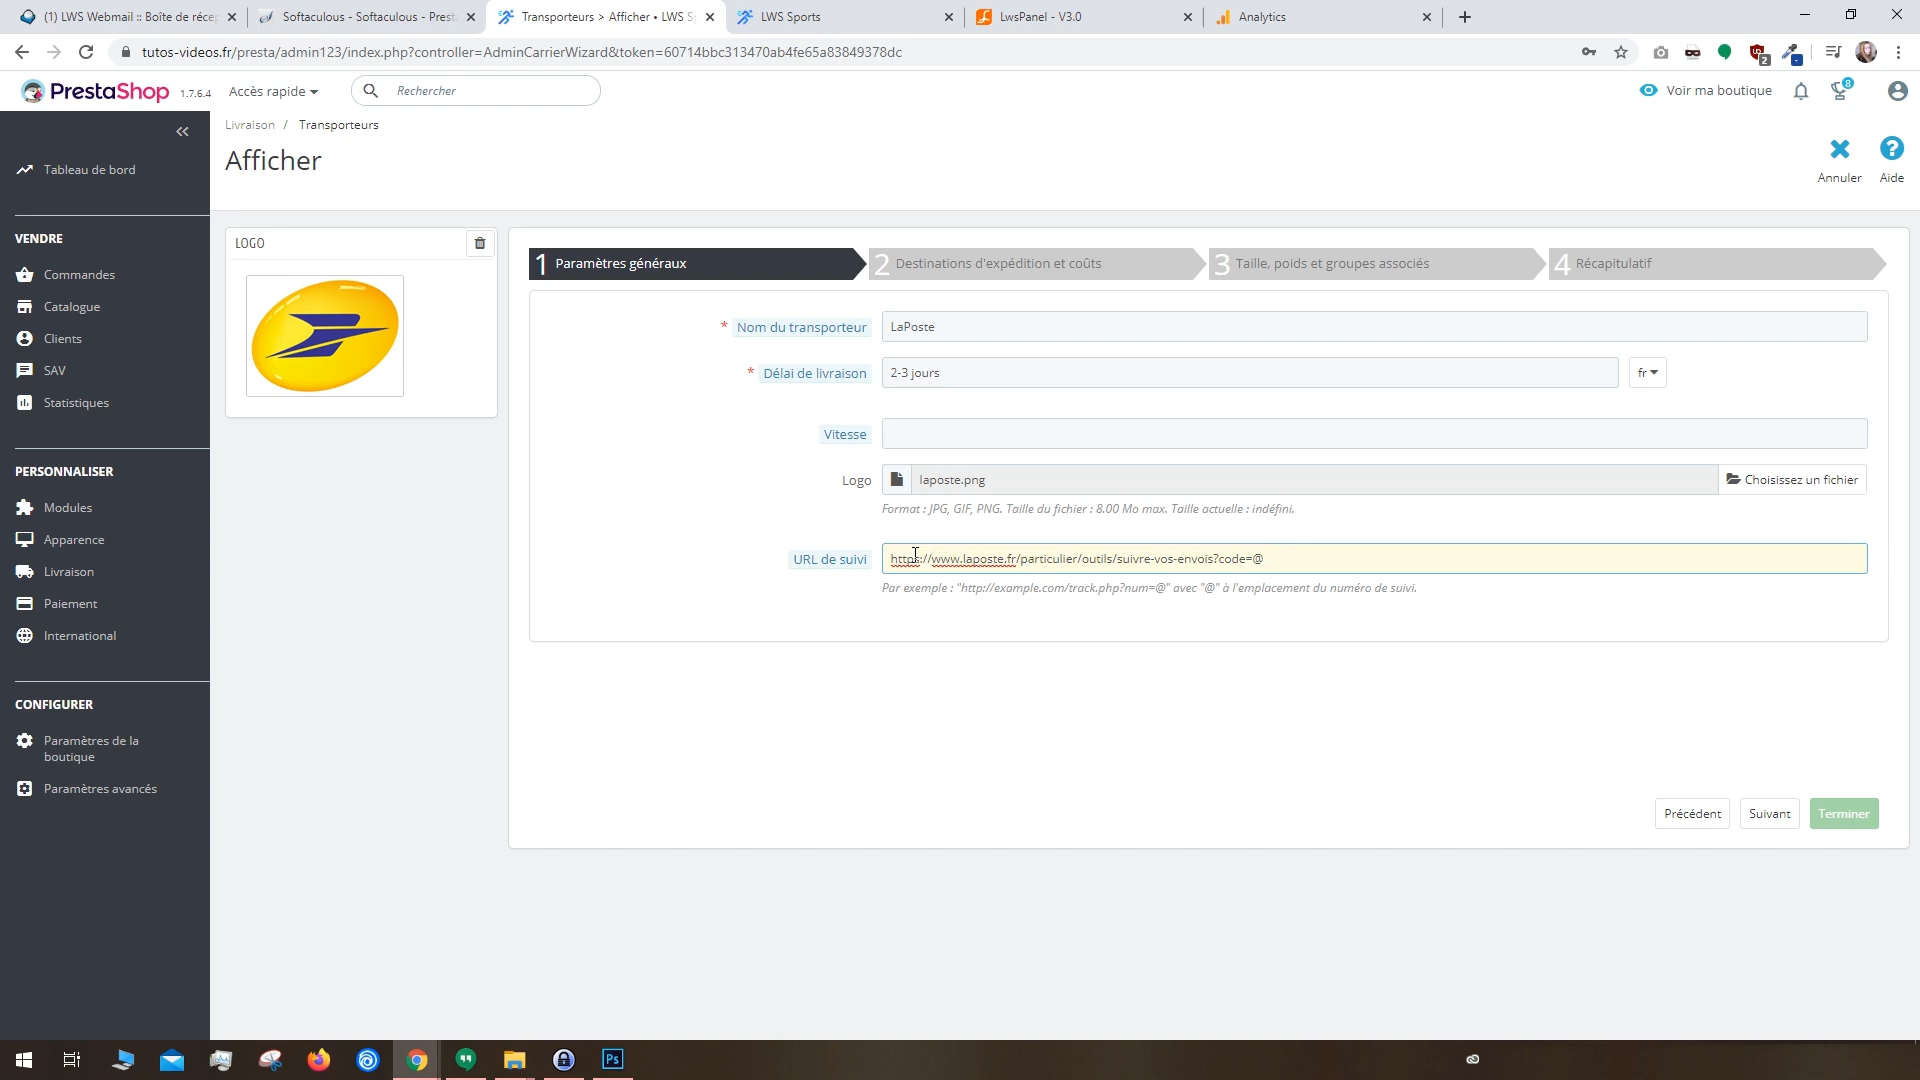 (1) LWS Webmail :: Boîte de récep
Softaculous - Softaculous - Prest
Transporteurs > Afficher • LWS S
LWS Sports
LwsPanel - V3.0
Analytics
tutos-videos.fr/presta/admin123/index.php?controller=AdminCarrierWizard&token=60714bbc313470ab4fe65a83849378dc
2
PrestaShop
1.7.6.4
Accès rapide
Rechercher
Voir ma boutique
8
Livraison / Transporteurs
Afficher
Annuler
Aide
Tableau de bord
VENDRE
Commandes
Catalogue
Clients
SAV
Statistiques
PERSONNALISER
Modules
Apparence
Livraison
Paiement
International
CONFIGURER
Paramètres de la
boutique
Paramètres avancés
LOGO
1 Paramètres généraux
2 Destinations d'expédition et coûts
3 Taille, poids et groupes associés
4 Récapitulatif
* Nom du transporteur
LaPoste
* Délai de livraison
2-3 jours
fr
Vitesse
Logo
laposte.png
Choisissez un fichier
Format : JPG, GIF, PNG. Taille du fichier : 8.00 Mo max. Taille actuelle : indéfini.
URL de suivi
https://www.laposte.fr/particulier/outils/suivre-vos-envois?code=@
Par exemple : "http://example.com/track.php?num=@" avec "@" à l'emplacement du numéro de suivi.
Précédent
Suivant
Terminer
Ps